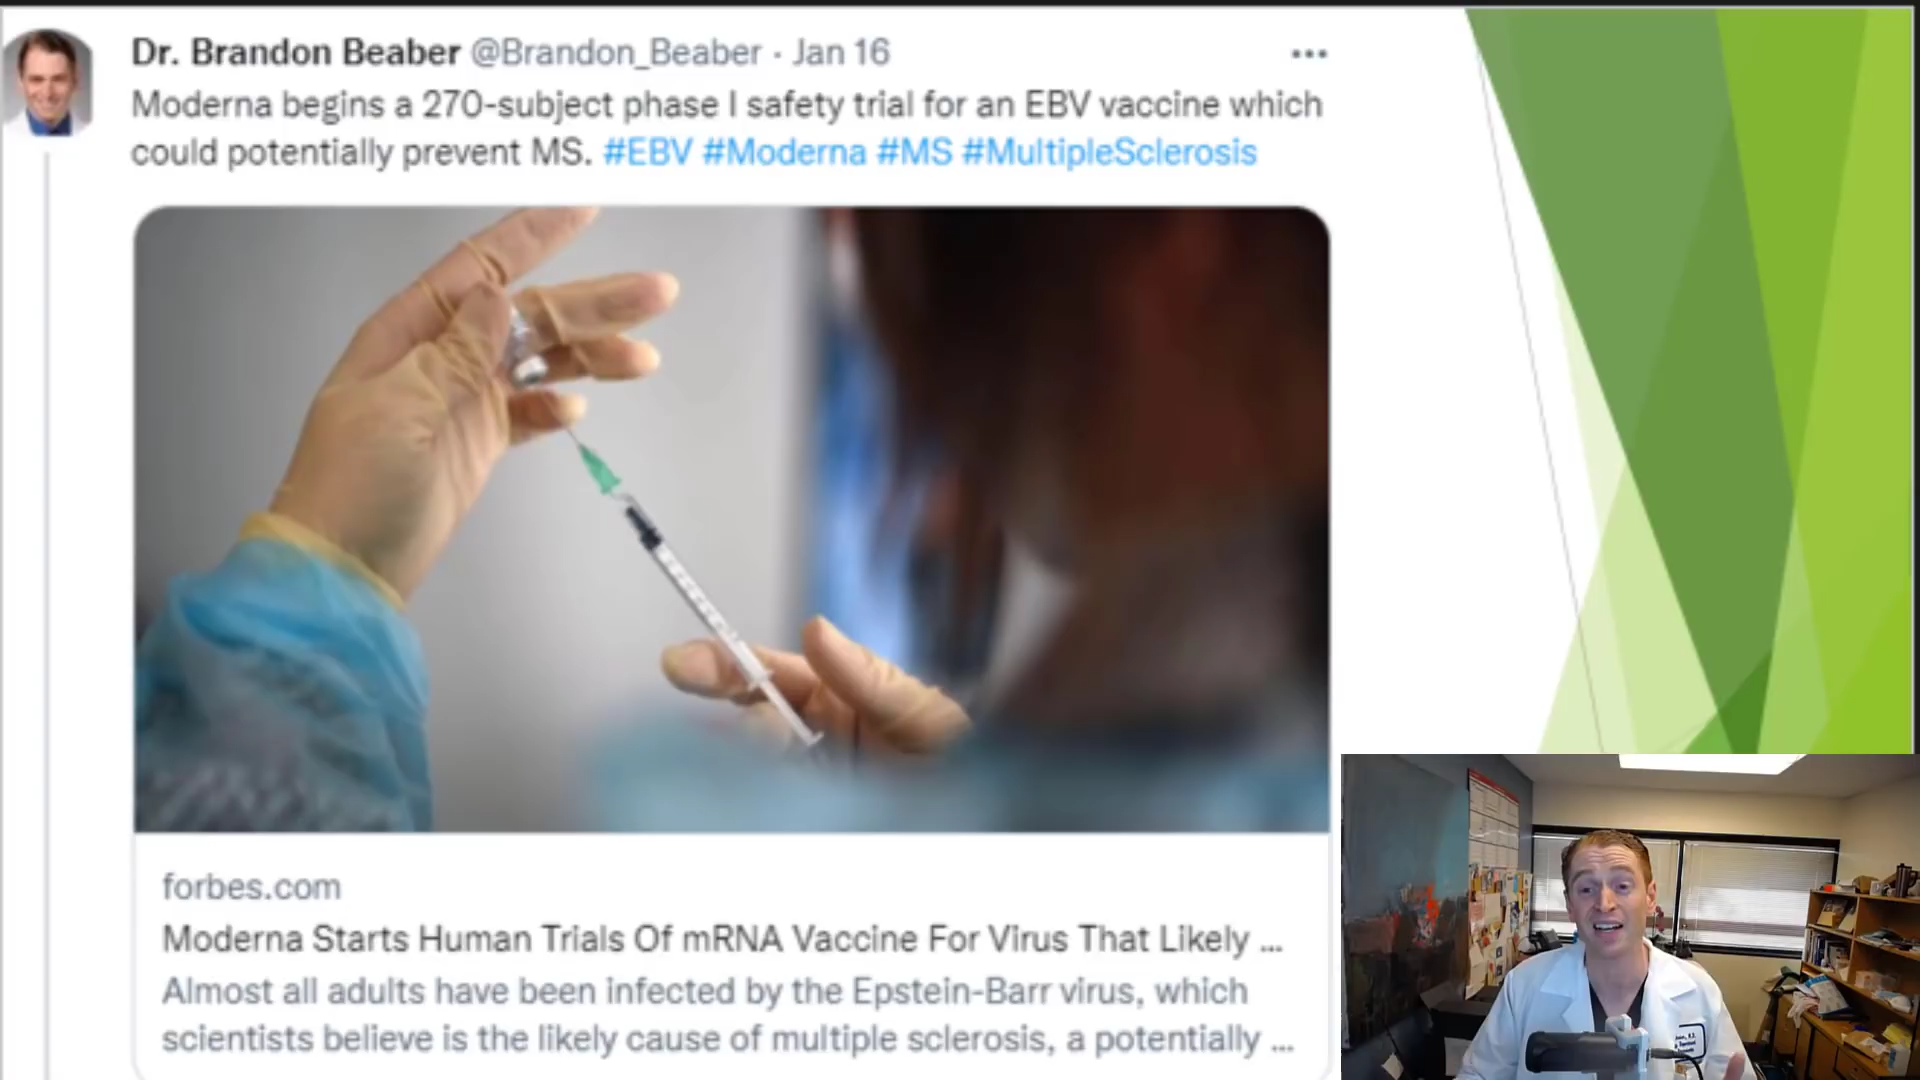 Dr. Brandon Beaber @Brandon_Beaber · Jan 16
Moderna begins a 270-subject phase I safety trial for an EBV vaccine which
could potentially prevent MS. #EBV #Moderna #MS #MultipleSclerosis
forbes.com
Moderna Starts Human Trials Of mRNA Vaccine For Virus That Likely ...
Almost all adults have been infected by the Epstein-Barr virus, which
scientists believe is the likely cause of multiple sclerosis, a potentially ...